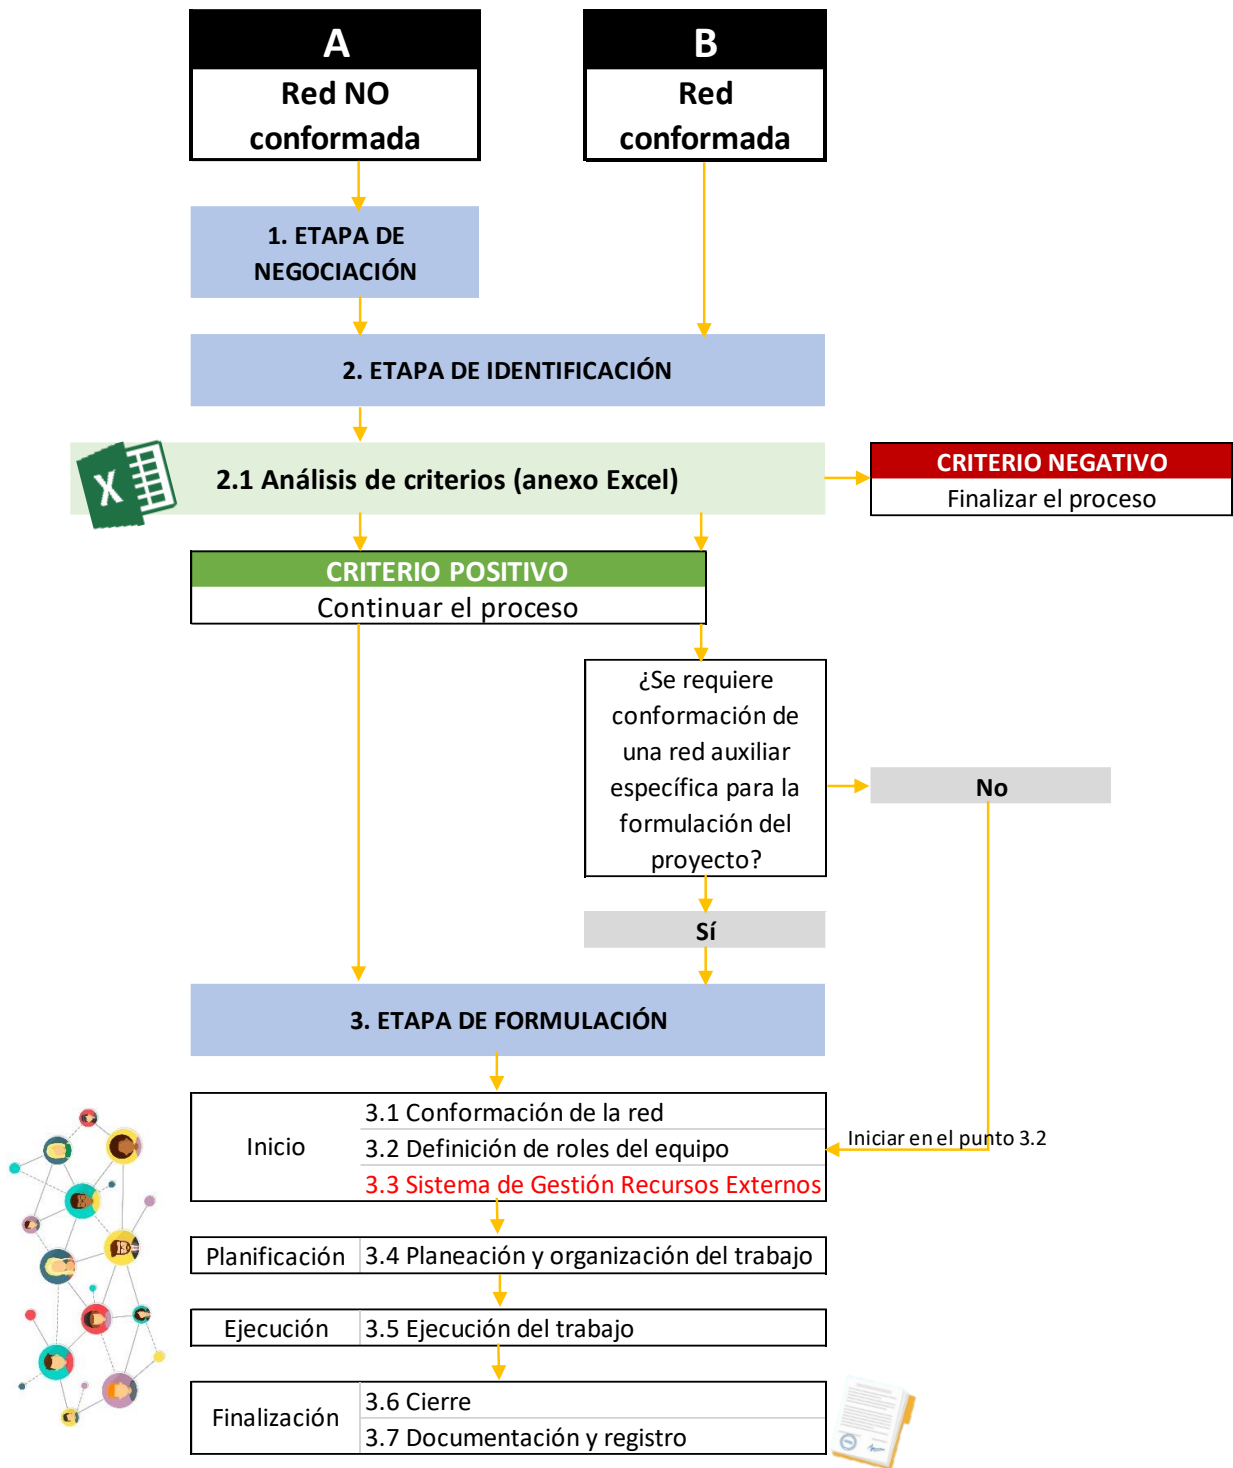 A
Red NO
conformada
B
Red
conformada
1. ETAPA DE
NEGOCIACIÓN
2. ETAPA DE IDENTIFICACIÓN
X
2.1 Análisis de criterios (anexo Excel)
CRITERIO NEGATIVO
Finalizar el proceso
CRITERIO POSITIVO
Continuar el proceso
¿Se requiere
conformación de
una red auxiliar
específica para la
formulación del
proyecto?
No
Sí
3. ETAPA DE FORMULACIÓN
Inicio
3.1 Conformación de la red
3.2 Definición de roles del equipo
3.3 Sistema de Gestión Recursos Externos
Iniciar en el punto 3.2
Planificación
3.4 Planeación y organización del trabajo
Ejecución
3.5 Ejecución del trabajo
Finalización
3.6 Cierre
3.7 Documentación y registro